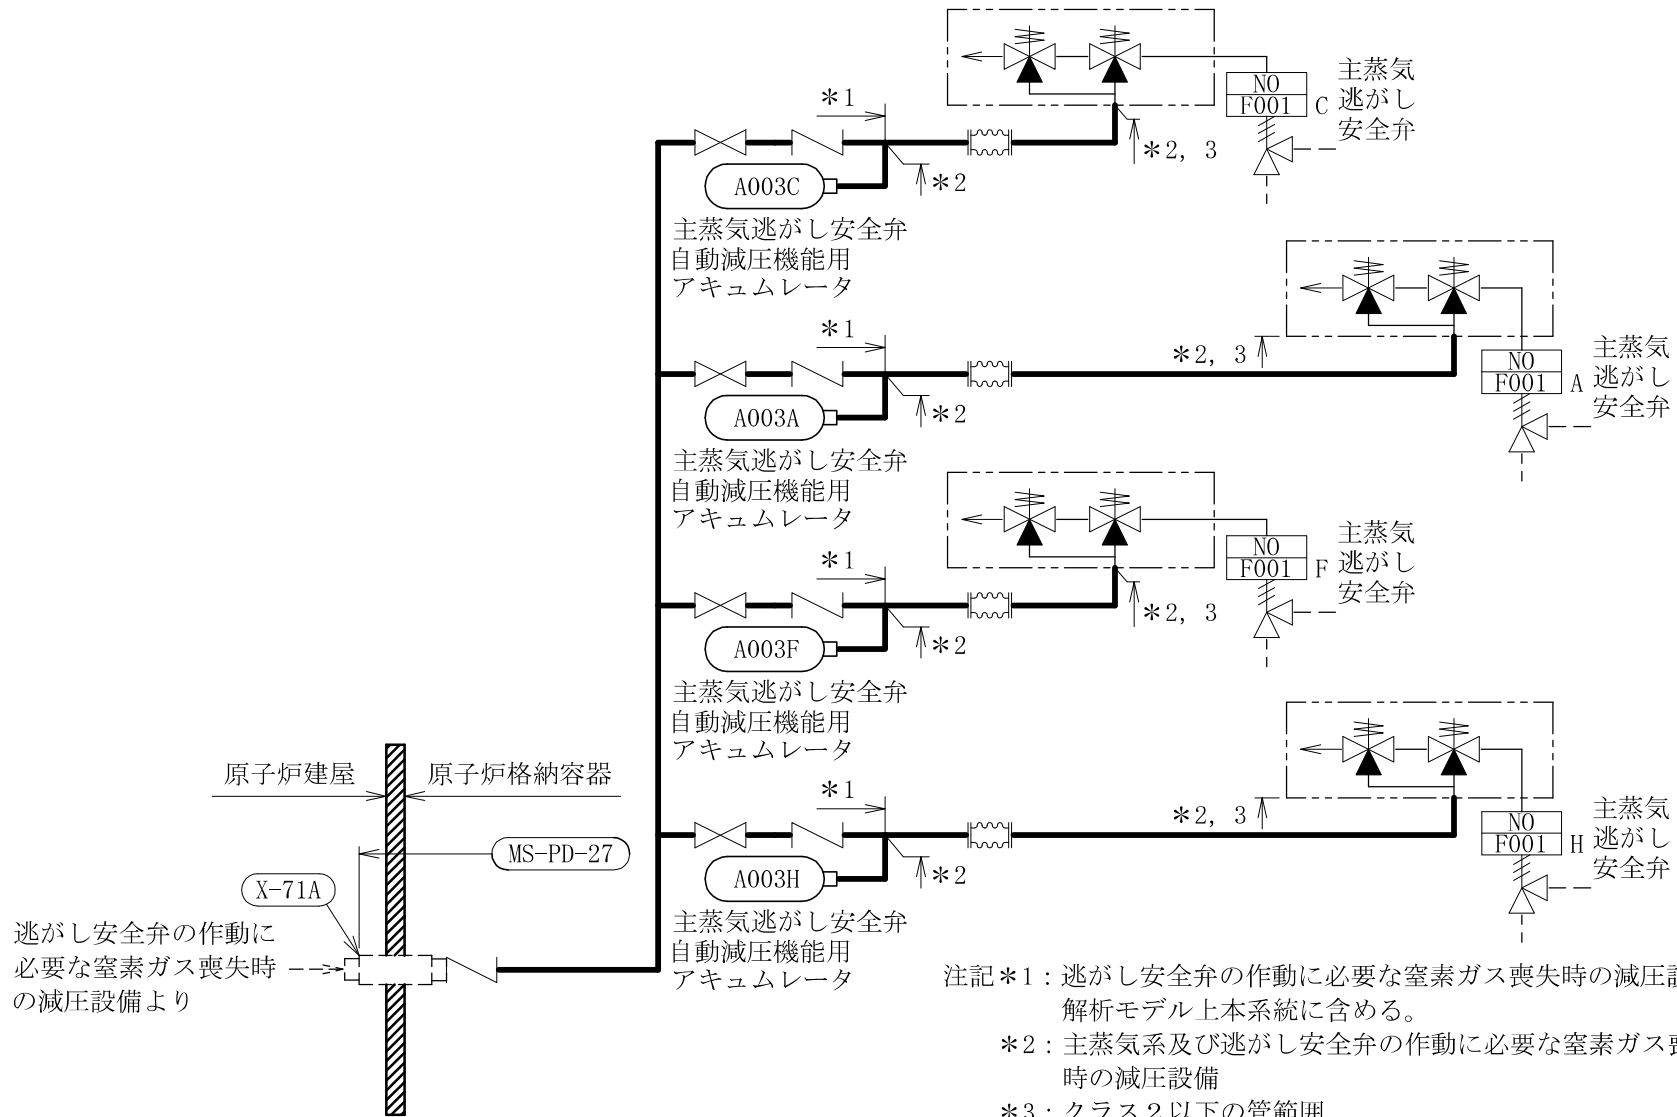 主蒸気
逃がし
安全弁
NO
F001
C
*1
*2, 3
*2
A003C
主蒸気逃がし安全弁
自動減圧機能用
アキュムレータ
主蒸気
逃がし
安全弁
NO
F001
A
*1
*2, 3
*2
A003A
主蒸気逃がし安全弁
自動減圧機能用
アキュムレータ
主蒸気
逃がし
安全弁
NO
F001
F
*1
*2, 3
*2
A003F
主蒸気逃がし安全弁
自動減圧機能用
アキュムレータ
原子炉建屋
原子炉格納容器
主蒸気
逃がし
安全弁
NO
F001
H
*1
*2, 3
*2
A003H
主蒸気逃がし安全弁
自動減圧機能用
アキュムレータ
MS-PD-27
X-71A
逃がし安全弁の作動に
必要な窒素ガス喪失時
の減圧設備より
注記*1:逃がし安全弁の作動に必要な窒素ガス喪失時の減圧
解析モデル上本系統に含める。
*2:主蒸気系及び逃がし安全弁の作動に必要な窒素ガス
時の減圧設備
*3:クラス2以下の管範囲